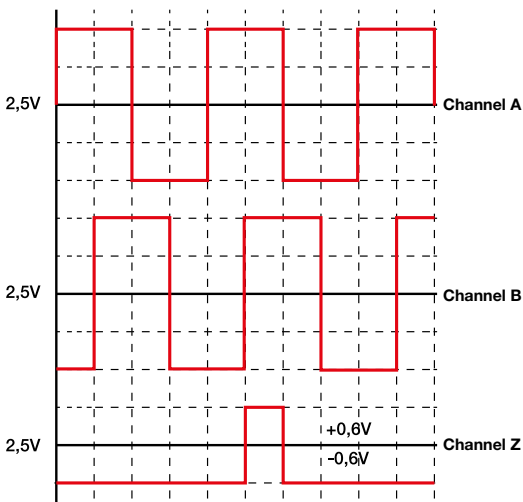 2,5V Channel A
2,5V Channel B
+0,6V
2,5V Channel Z
-0,6V